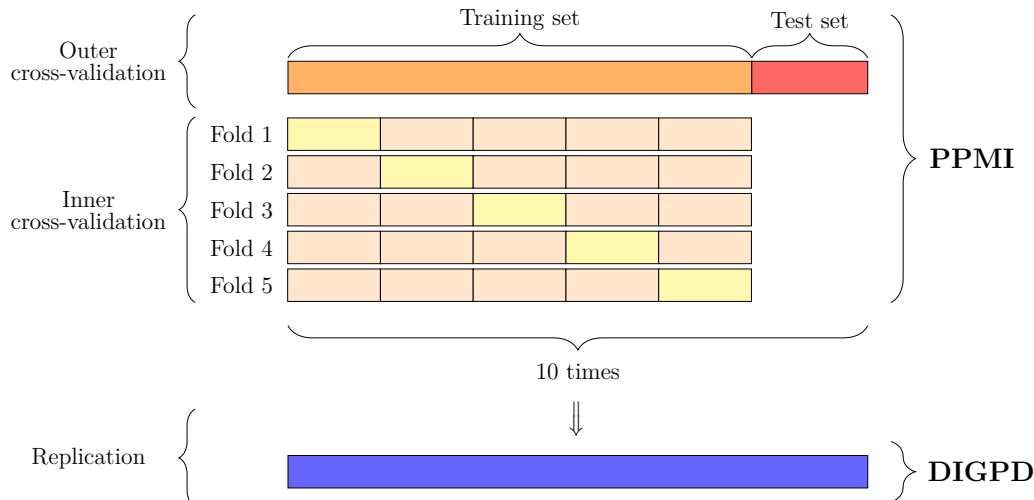 Training set
Test set
Outer
cross-validation
Fold 1
Fold 2
PPMI
Inner
cross-validation
Fold 3
Fold 4
Fold 5
10 times
Replication
DIGPD